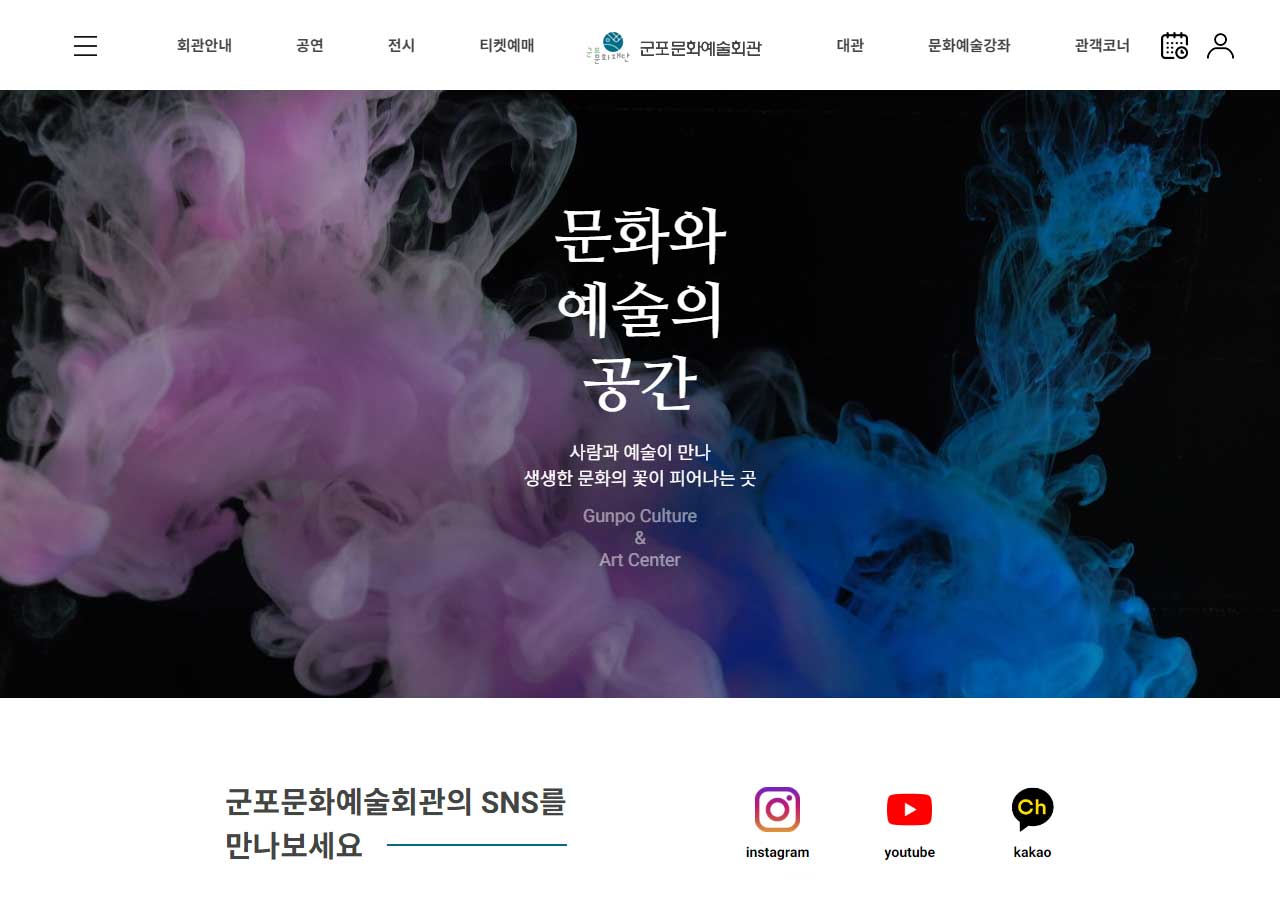 회관안내
공연
전시
티켓예매
군포
문화재단
군포문화예술회관
대관
문화예술강좌
관객코너
문화와
예술의
공간
사람과 예술이 만나
생생한 문화의 꽃이 피어나는 곳
Gunpo Culture
&
Art Center
군포문화예술회관의 SNS를
만나보세요
instagram
youtube
Ch
kakao